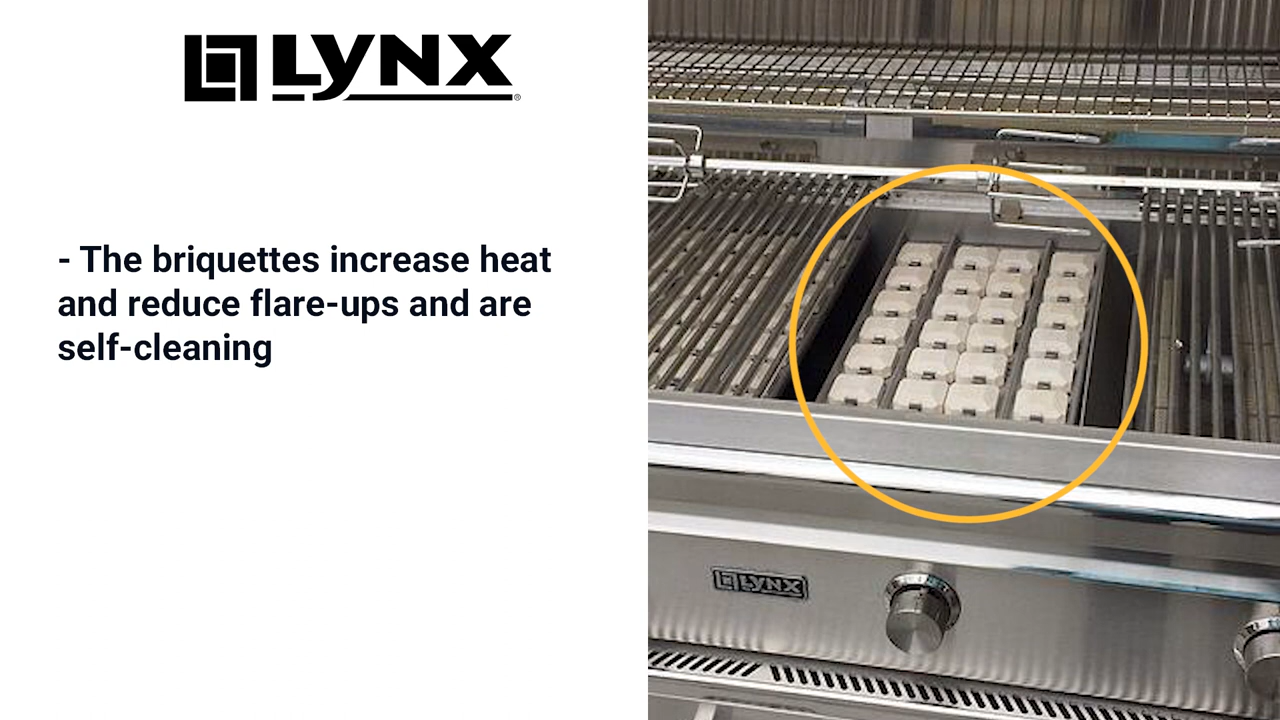 LYNX®
- The briquettes increase heat
and reduce flare-ups and are
self-cleaning
LYNX